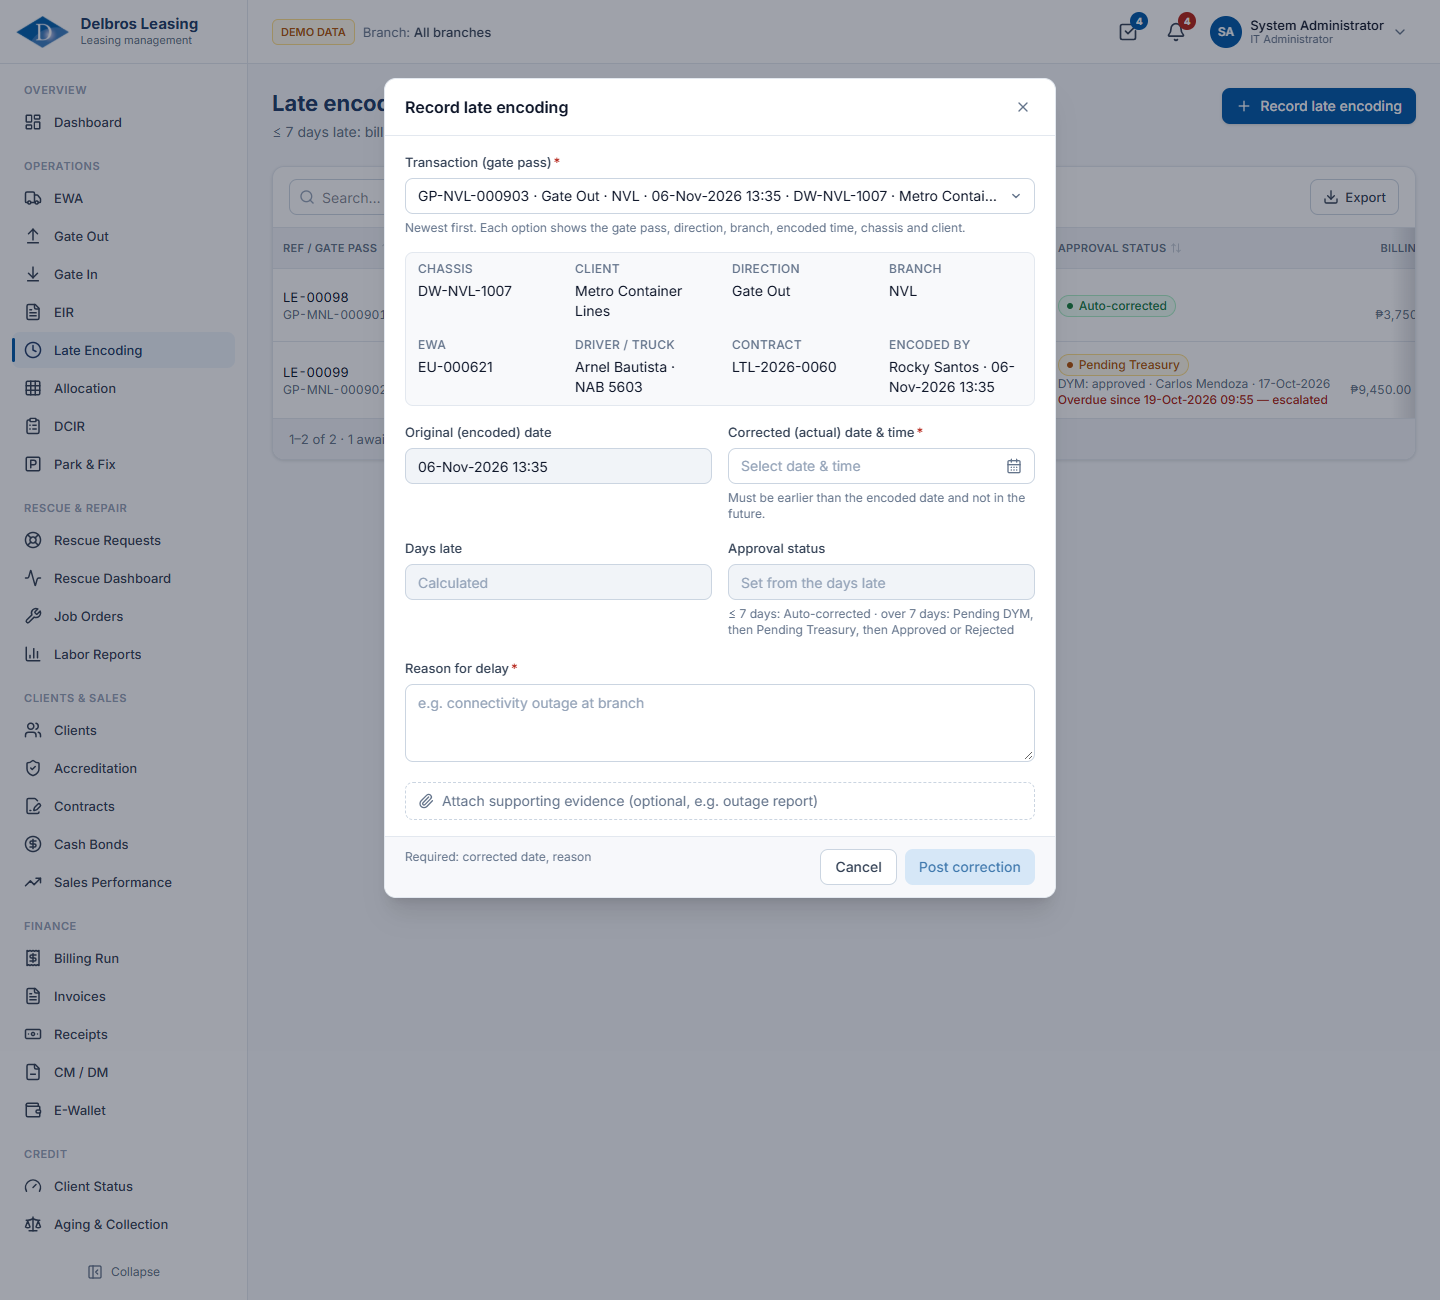 Delbros Leasing
Leasing management
DEMO DATA
Branch: All branches
4
4
SA
System Administrator
IT Administrator
OVERVIEW
Dashboard
OPERATIONS
EWA
Gate Out
Gate In
EIR
Late Encoding
Allocation
DCIR
Park & Fix
RESCUE & REPAIR
Rescue Requests
Rescue Dashboard
Job Orders
Labor Reports
CLIENTS & SALES
Clients
Accreditation
Contracts
Cash Bonds
Sales Performance
FINANCE
Billing Run
Invoices
Receipts
CM / DM
E-Wallet
CREDIT
Client Status
Aging & Collection
Collapse
Late encod
≤ 7 days late: bill
Record late encoding
Search...
Export
REF / GATE PASS
APPROVAL STATUS
BILLIN
LE-00098
GP-MNL-000901
Auto-corrected
₱3,750
LE-00099
GP-MNL-000902
Pending Treasury
DYM: approved · Carlos Mendoza · 17-Oct-2026
Overdue since 19-Oct-2026 09:55 — escalated
₱9,450.00
1–2 of 2 · 1 awai
Record late encoding
Transaction (gate pass) *
GP-NVL-000903 · Gate Out · NVL · 06-Nov-2026 13:35 · DW-NVL-1007 · Metro Contai...
Newest first. Each option shows the gate pass, direction, branch, encoded time, chassis and client.
CHASSIS
DW-NVL-1007
CLIENT
Metro Container
Lines
DIRECTION
Gate Out
BRANCH
NVL
EWA
EU-000621
DRIVER / TRUCK
Arnel Bautista ·
NAB 5603
CONTRACT
LTL-2026-0060
ENCODED BY
Rocky Santos · 06-
Nov-2026 13:35
Original (encoded) date
06-Nov-2026 13:35
Corrected (actual) date & time *
Select date & time
Must be earlier than the encoded date and not in the
future.
Days late
Calculated
Approval status
Set from the days late
≤ 7 days: Auto-corrected · over 7 days: Pending DYM,
then Pending Treasury, then Approved or Rejected
Reason for delay *
e.g. connectivity outage at branch
Attach supporting evidence (optional, e.g. outage report)
Required: corrected date, reason
Cancel
Post correction